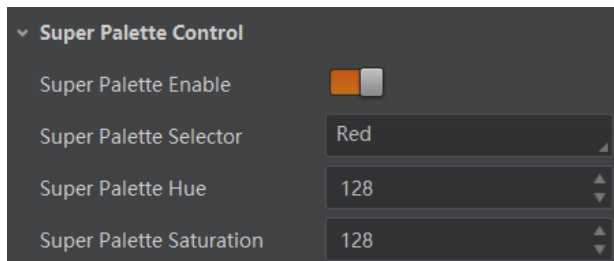 Super Palette Control
Super Palette Enable
Super Palette Selector Red
Super Palette Hue 128
Super Palette Saturation 128